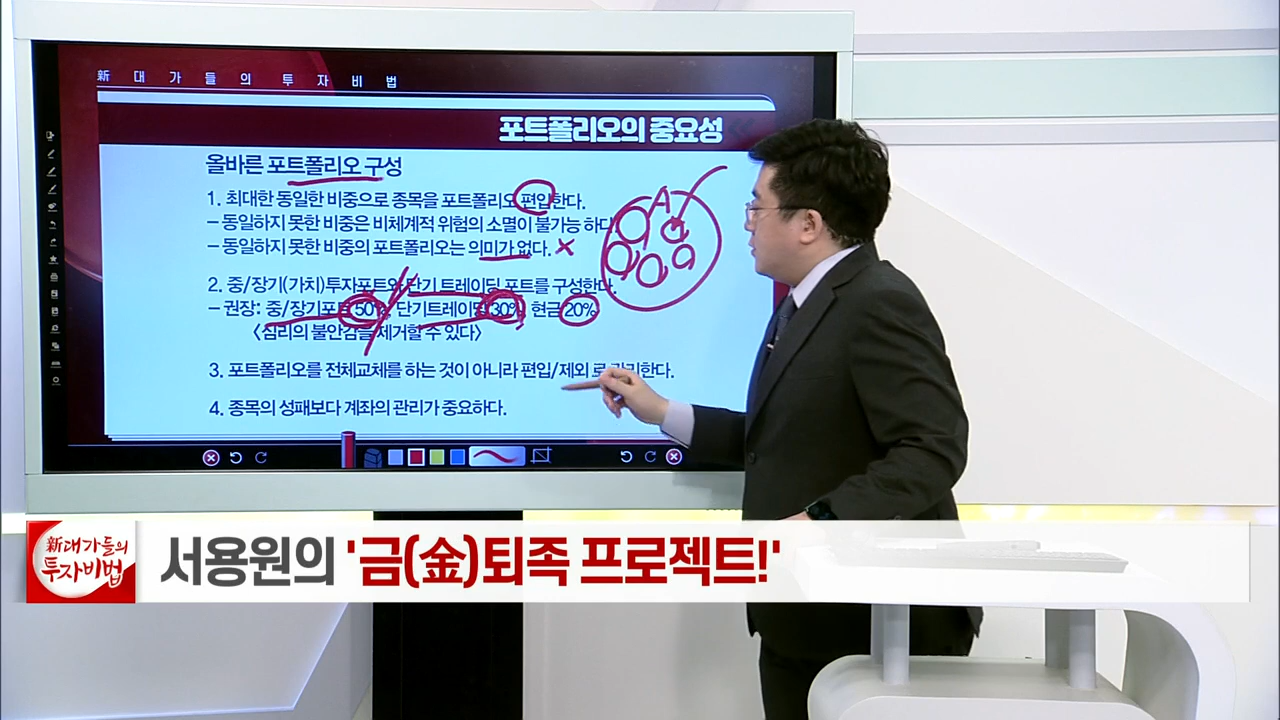 新 대 가 들 의 투 자 비 법
포트폴리오의 중요성
올바른 포트폴리오 구성
1. 최대한 동일한 비중으로 종목을 포트폴리오 편입한다.
– 동일하지 못한 비중은 비체계적 위험의 소멸이 불가능 하다
– 동일하지 못한 비중의 포트폴리오는 의미가 없다.
A
2. 중/장기(가치)투자포트와 단기 트레이딩 포트를 구성한다.
– 권장: 중/장기포트 50% 단기트레이딩 30% 현금 20%
<심리의 불안감을 제거할 수 있다>
3. 포트폴리오를 전체교체를 하는 것이 아니라 편입/제외 로 관리한다.
4. 종목의 성패보다 계좌의 관리가 중요하다.
新대가들의
투자비법
서용원의 '금(金)퇴족 프로젝트!'